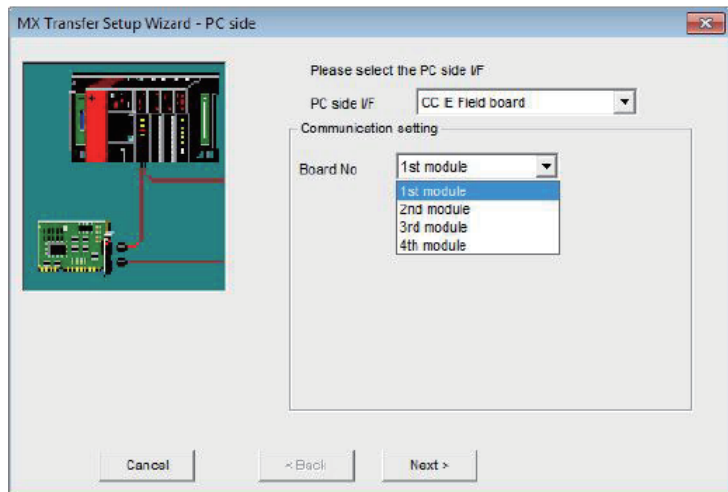 MX Transfer Setup Wizard - PC side
Please select the PC side I/F
PC side I/F CC IE Field board
Communication setting
Board No 1st module
1st module
2nd module
3rd module
4th module
Cancel < Back Next >